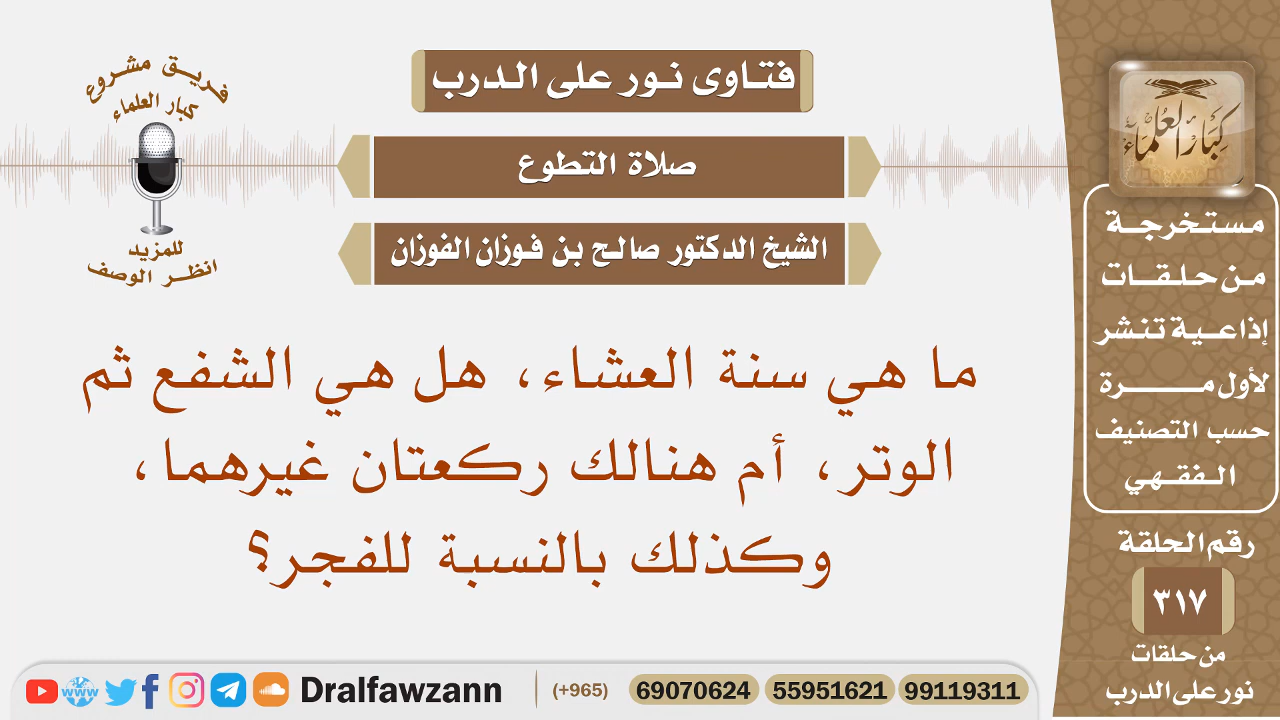 فتاوى نور على الدرب
صلاة التطوع
الشيخ الدكتور صالح بن فوزان الفوزان
ما هي سنة العشاء، هل هي الشفع ثم
الوتر، أم هنالك ركعتان غيرهما،
وكذلك بالنسبة للفجر؟
كبار العلماء
مستخرجة
من حلقات
إذاعية تنشر
لأول مرة
حسب التصنيف
الفقهي
رقم الحلقة
٣١٧
من حلقات
نور على الدرب
فريق مشروع
كبار العلماء
للمزيد
انظر الوصف
www
Dralfawzann (+965) 69070624 55951621 99119311